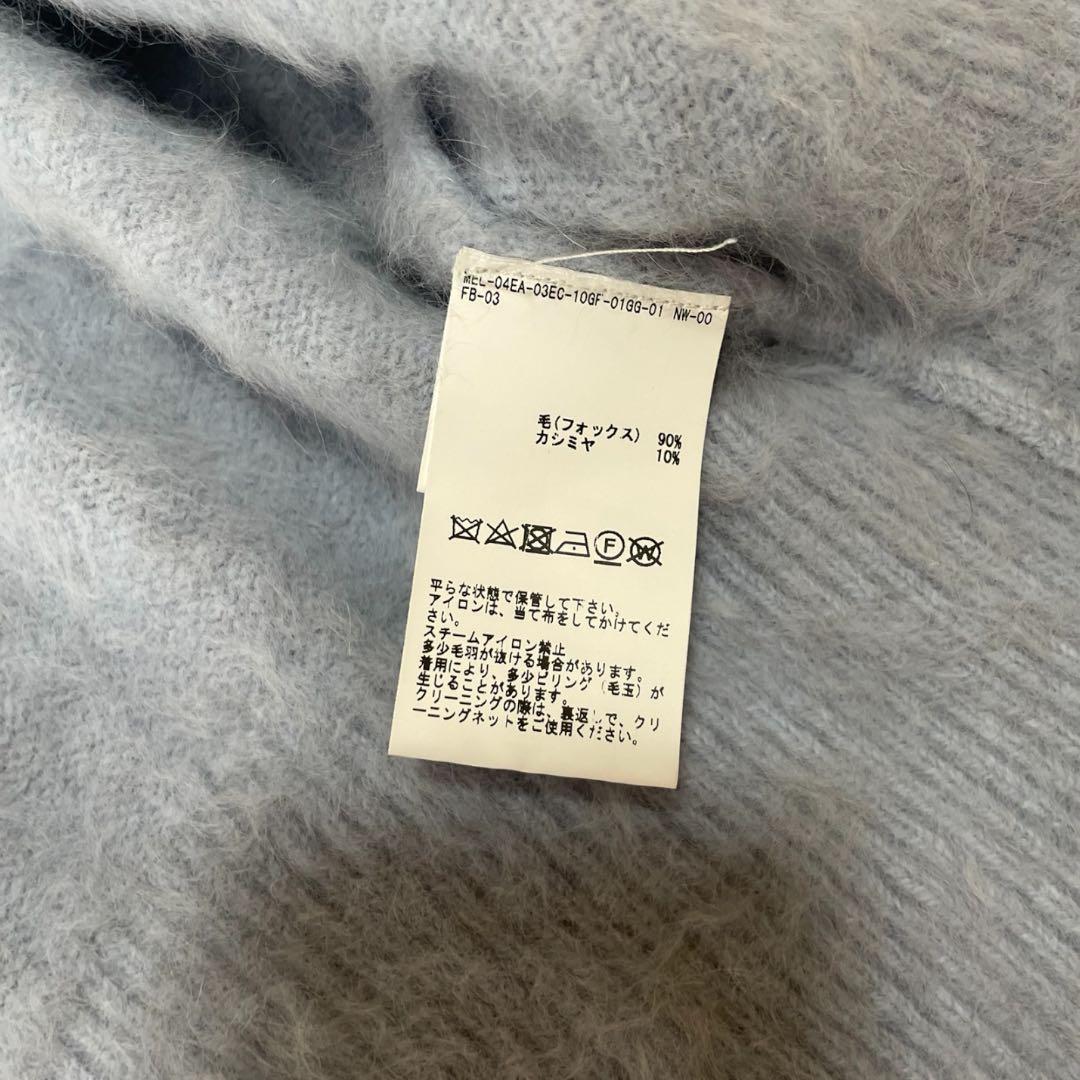 MEL-04EA-03EC-10GF-01GG-01 NW-00
FB-03
毛(フォックス) 90%
カシミヤ 10%
F
W
平らな状態で保管して下さい。
アイロンは、当て布をしてかけてくだ
さい。
スチームアイロン禁止
多少毛羽が抜ける場合があります。
着用により、多少ピリング(毛玉)が
生じることがあります。
クリーニングの際は、裏返しで、クリ
ーニングネットをご使用ください。